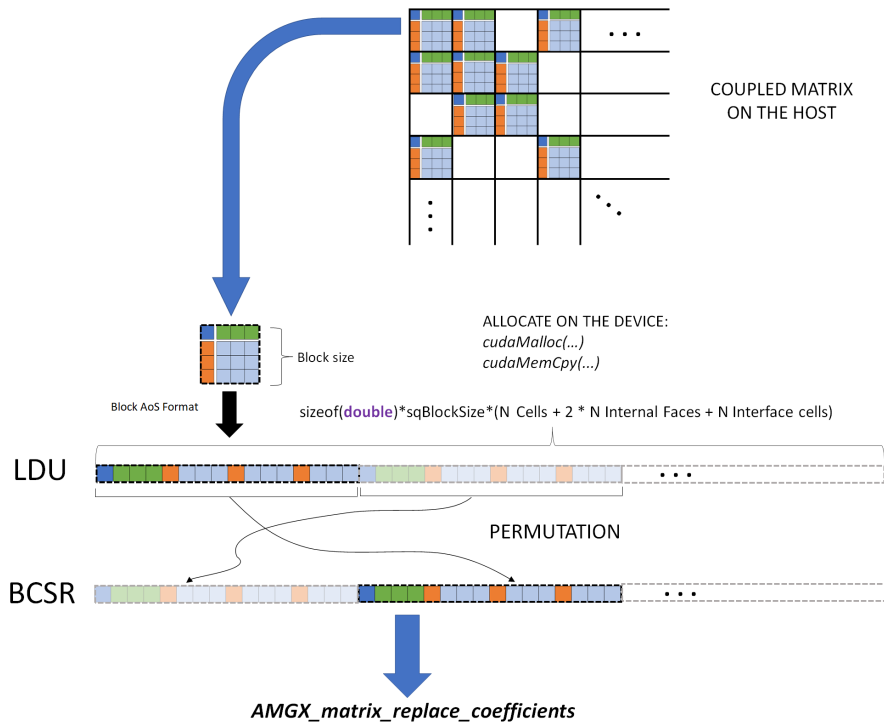 COUPLED MATRIX
ON THE HOST
ALLOCATE ON THE DEVICE:
cudaMalloc(...)
cudaMemCpy(...)
Block size
Block AoS Format
sizeof(double)*sqBlockSize*(N Cells + 2 * N Internal Faces + N Interface cells)
LDU
PERMUTATION
BCSR
AMGX_matrix_replace_coefficients